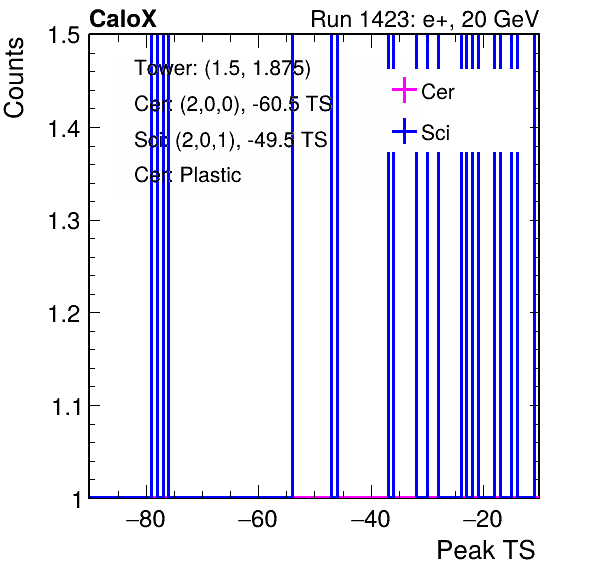 CaloX Run 1423: e+, 20 GeV
Counts
1.5
1.4
1.3
1.2
1.1
1
Tower: (1.5, 1.875)
Cer: (2,0,0), -60.5 TS
Sci: (2,0,1), -49.5 TS
Cer: Plastic
Cer
Sci
−80 −60 −40 −20
Peak TS